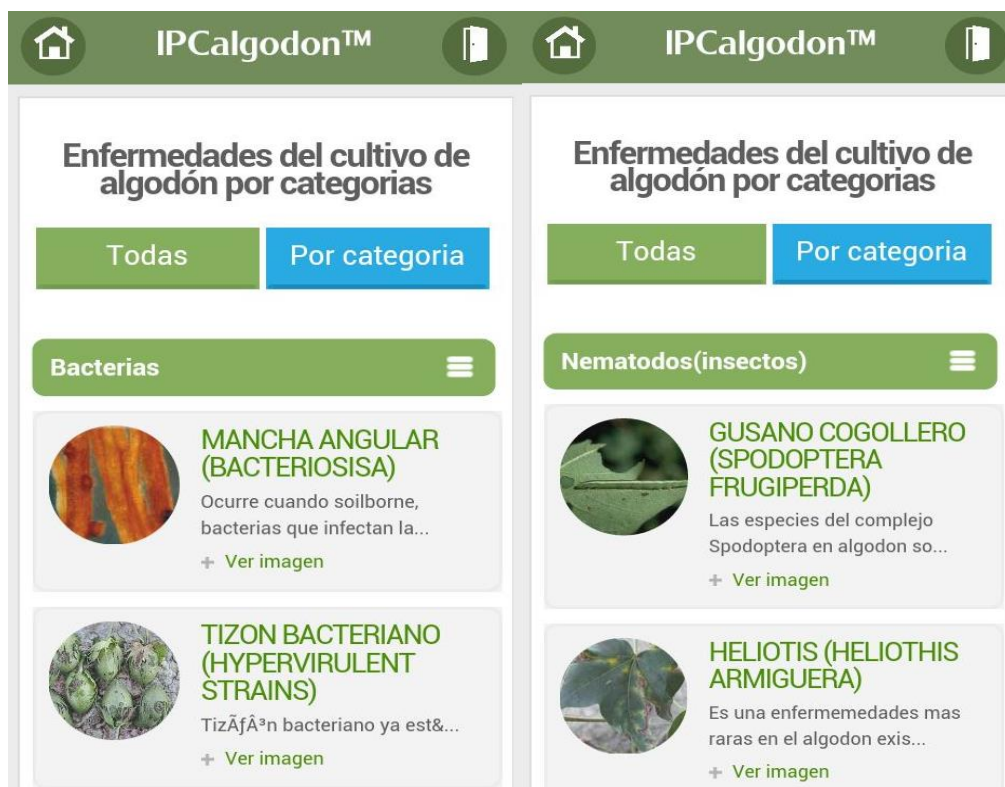 IPCalgodon™
Enfermedades del cultivo de
algodón por categorias
Todas
Por categoria
Bacterias
MANCHA ANGULAR
(BACTERIOSISA)
Ocurre cuando soilborne,
bacterias que infectan la...
+ Ver imagen
TIZON BACTERIANO
(HYPERVIRULENT
STRAINS)
TizÃƒÂ³n bacteriano ya est&...
+ Ver imagen
IPCalgodon™
Enfermedades del cultivo de
algodón por categorias
Todas
Por categoria
Nematodos(insectos)
GUSANO COGOLLERO
(SPODOPTERA
FRUGIPERDA)
Las especies del complejo
Spodoptera en algodon so...
+ Ver imagen
HELIOTIS (HELIOTHIS
ARMIGUERA)
Es una enfermemedades mas
raras en el algodon exis...
+ Ver imagen